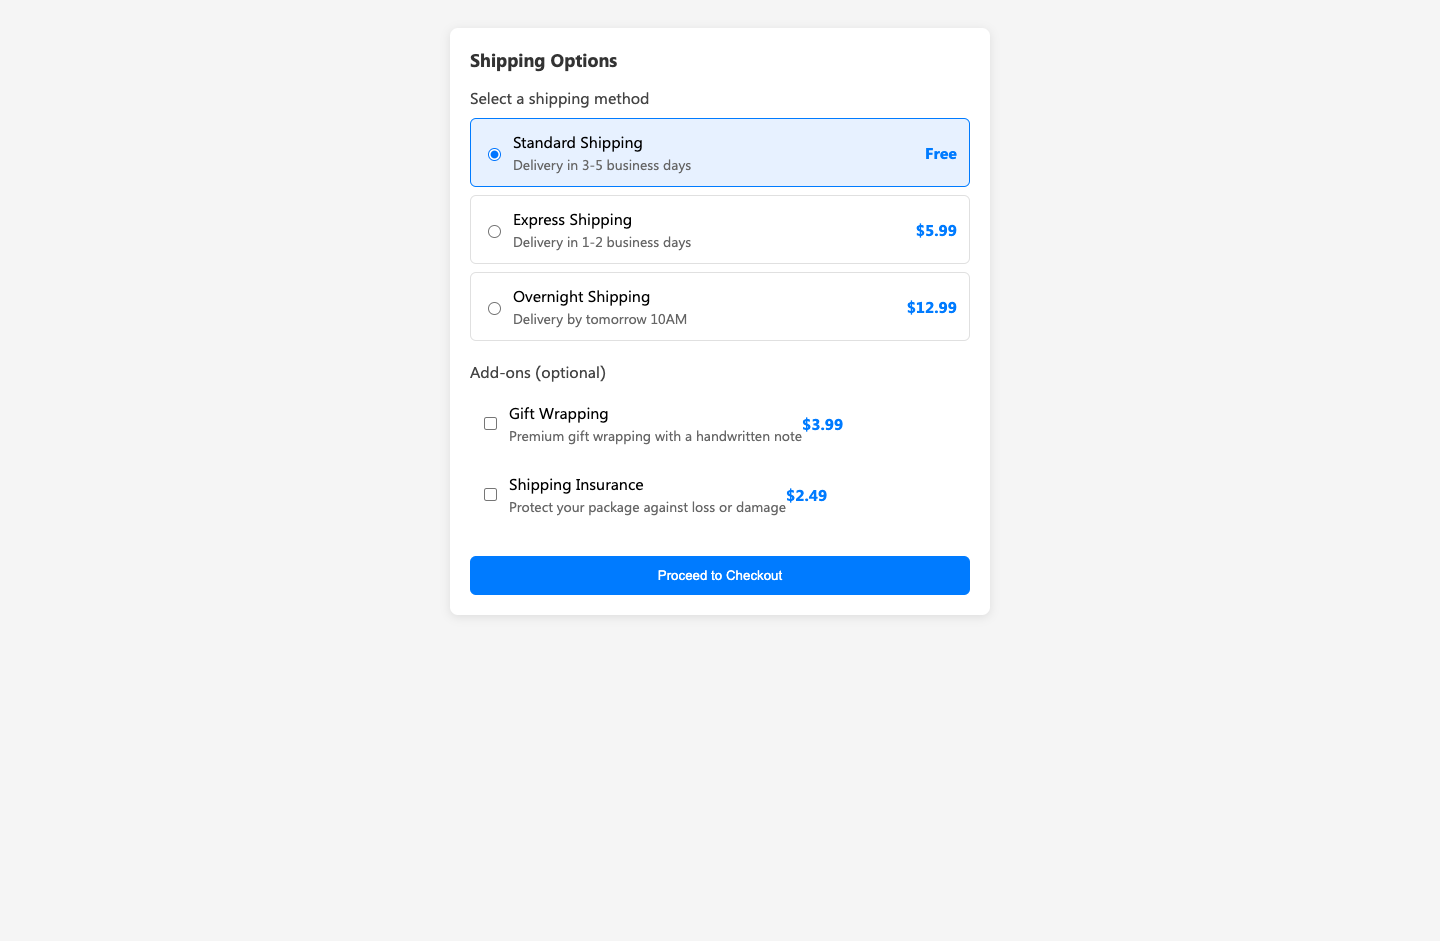 Shipping Options
Select a shipping method
Standard Shipping
Delivery in 3-5 business days
Free
Express Shipping
Delivery in 1-2 business days
$5.99
Overnight Shipping
Delivery by tomorrow 10AM
$12.99
Add-ons (optional)
Gift Wrapping
Premium gift wrapping with a handwritten note
$3.99
Shipping Insurance
Protect your package against loss or damage
$2.49
Proceed to Checkout